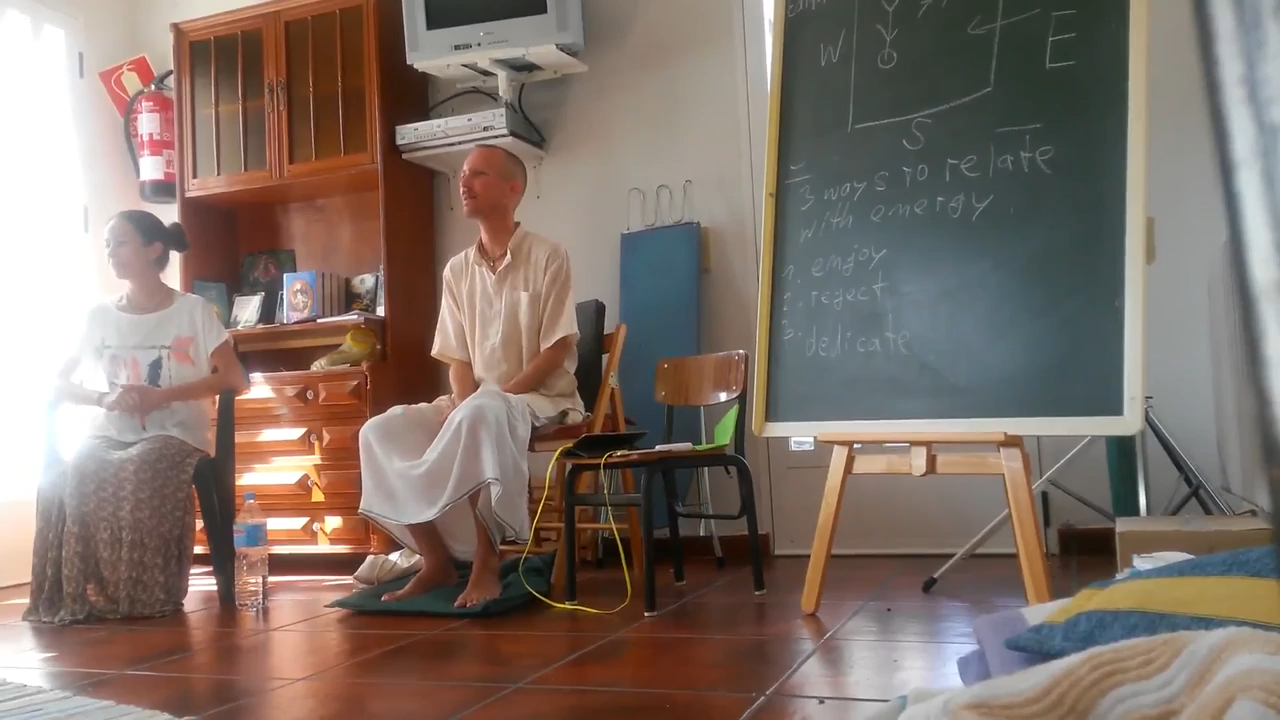 W
E
S
3 ways to relate
with energy.
1. enjoy
2. reject
3. dedicate